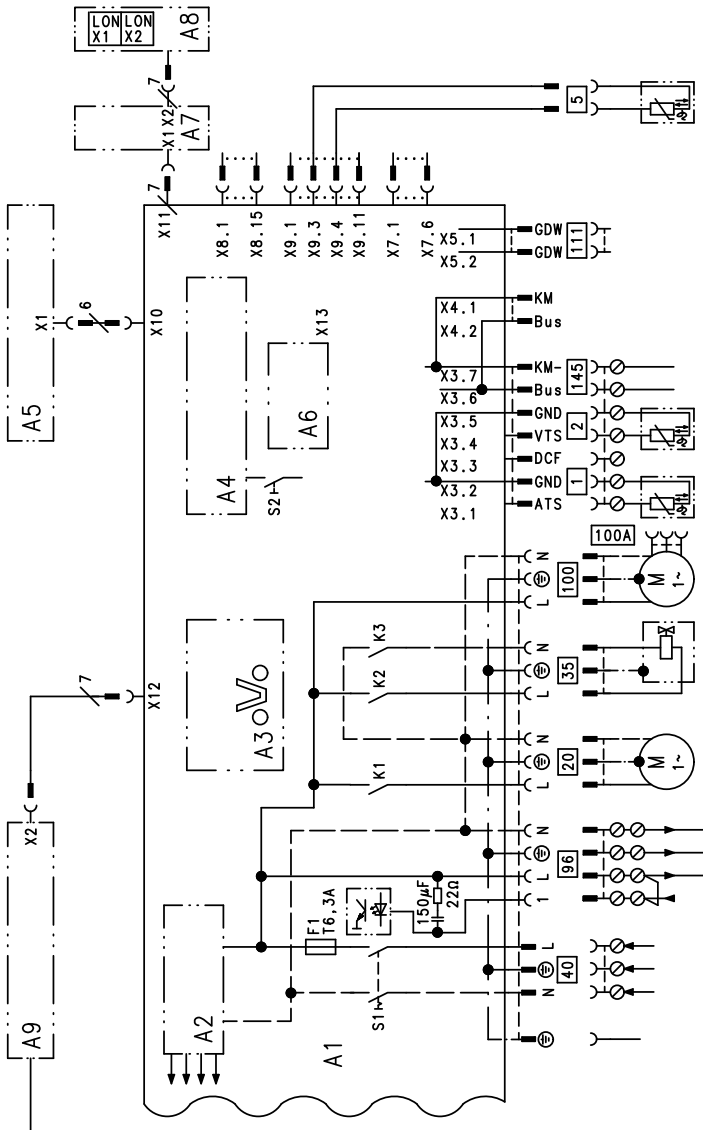 LON LON
X1 X2
A8
7
X1 X2
A7
7
X11
A5
X1
6
X10
X8.1
X8.15
X9.1
X9.3
X9.4
X9.11
X7.1
X7.6
5
ϑ
A4
S2
A6
X13
X5.1
X5.2
GDW
GDW
111
X4.1
X4.2
KM
Bus
X3.7
X3.6
X3.5
X3.4
X3.3
X3.2
X3.1
KM-
Bus
GND
VTS
DCF
GND
ATS
145
2
1
ϑ
ϑ
A9
X2
7
X12
A3
K3
K2
K1
N
L
100
100A
M
1~
N
L
35
N
L
20
M
1~
N
L
1
96
A2
F1
T6,3A
150µF
22Ω
S1
A1
L
N
40